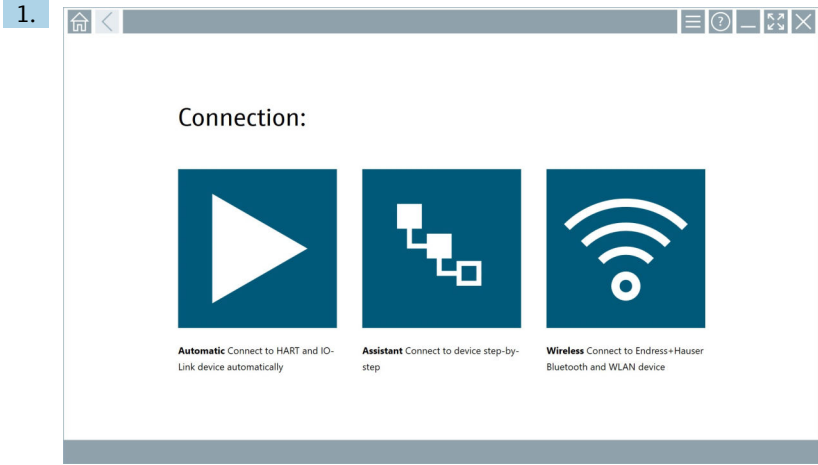 1.
Connection:
Automatic Connect to HART and IO-
Link device automatically
Assistant Connect to device step-by-
step
Wireless Connect to Endress+Hauser
Bluetooth and WLAN device